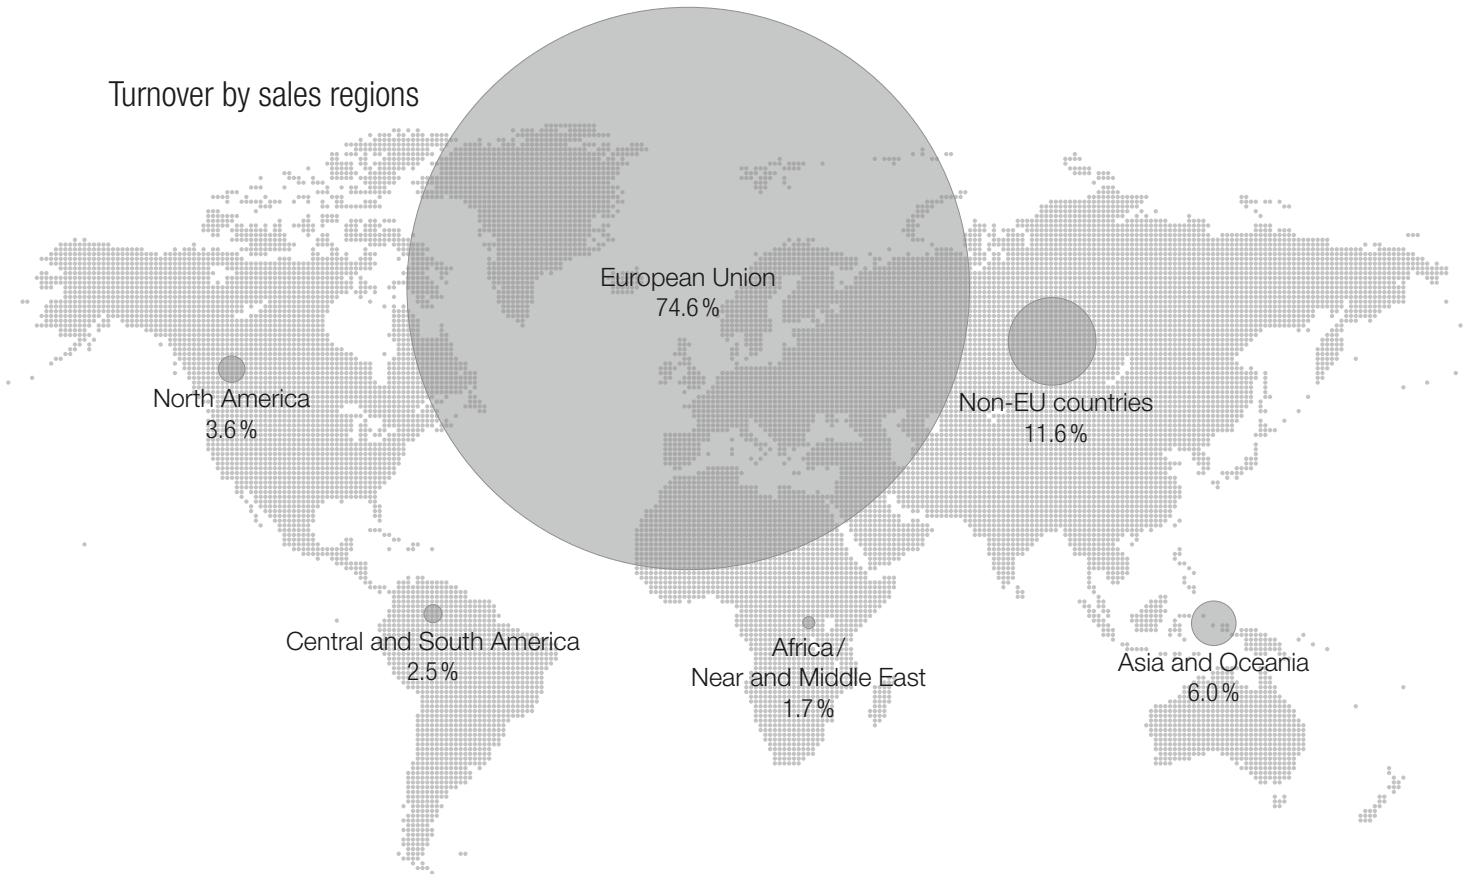 Turnover by sales regions
European Union
74.6 %
North America
3.6 %
Non-EU countries
11.6 %
Central and South America
2.5 %
Africa /
Near and Middle East
1.7 %
Asia and Oceania
6.0 %